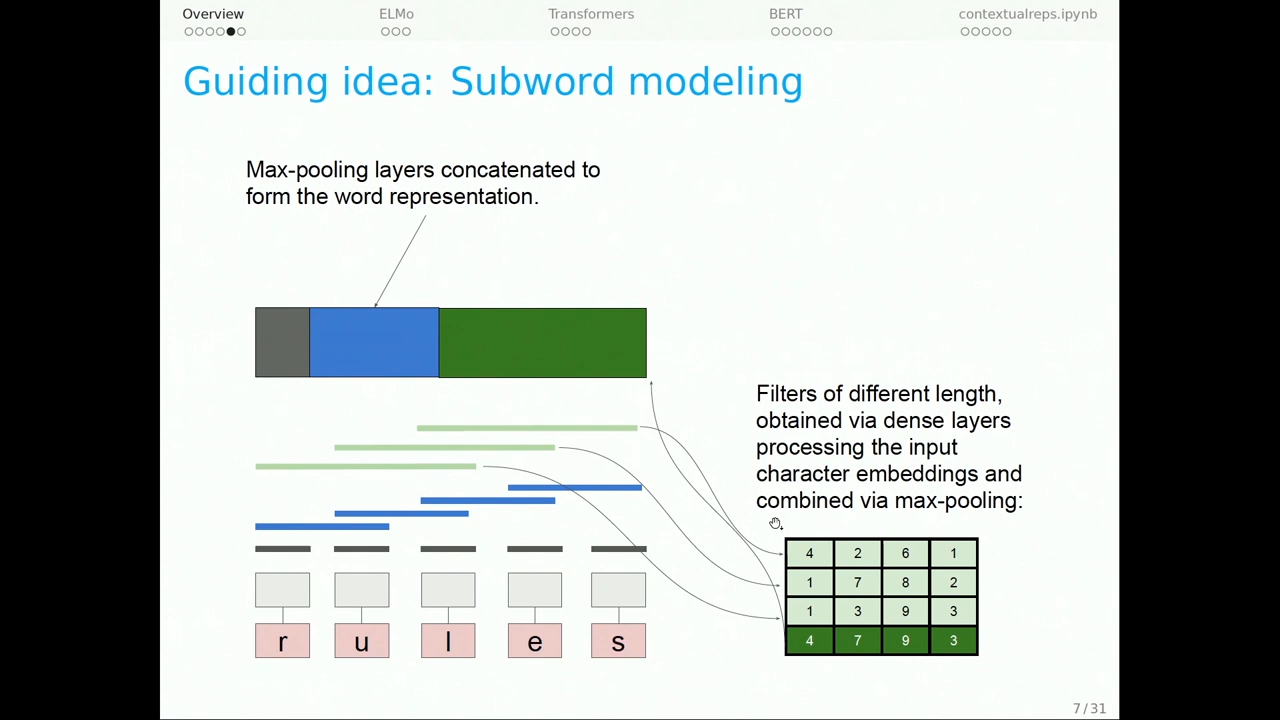 Overview ELMo Transformers BERT contextualreps.ipynb
Guiding idea: Subword modeling
Max-pooling layers concatenated to
form the word representation.
Filters of different length,
obtained via dense layers
processing the input
character embeddings and
combined via max-pooling:
4 2 6 1
1 7 8 2
1 3 9 3
4 7 9 3
r u l e s
7 / 31